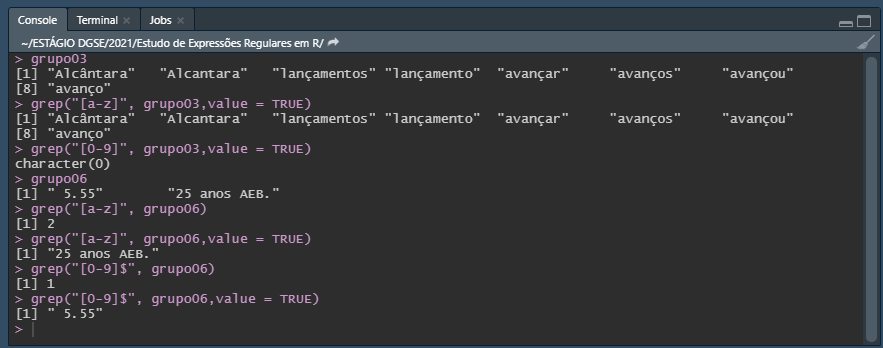 Console Terminal × Jobs ×
~/ESTÁGIO DGSE/2021/Estudo de Expressões Regulares em R/
> grupo03
[1] "Alcântara" "Alcantara" "lançamentos" "lançamento" "avançar" "avanços" "avançou"
[8] "avanço"
> grep("[a-z]", grupo03,value = TRUE)
[1] "Alcântara" "Alcantara" "lançamentos" "lançamento" "avançar" "avanços" "avançou"
[8] "avanço"
> grep("[0-9]", grupo03,value = TRUE)
character(0)
> grupo06
[1] " 5.55" "25 anos AEB."
> grep("[a-z]", grupo06)
[1] 2
> grep("[a-z]", grupo06,value = TRUE)
[1] "25 anos AEB."
> grep("[0-9]$", grupo06)
[1] 1
> grep("[0-9]$", grupo06,value = TRUE)
[1] " 5.55"
>